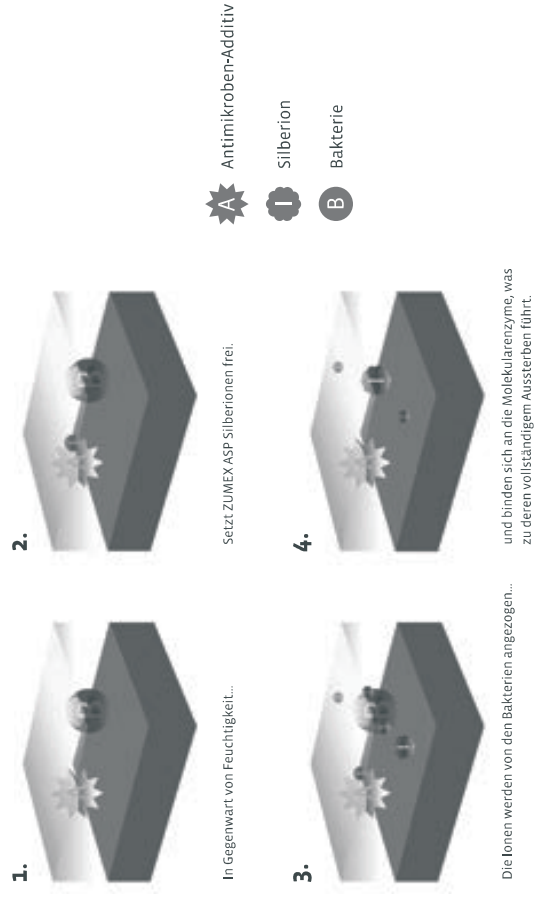 1.
In Gegenwart von Feuchtigkeit...
2.
Setzt ZUMEX ASP Silberionen frei.
3.
Die Ionen werden von den Bakterien angezogen...
4.
und binden sich an die Molekularenzyme, was
zu deren vollständigem Aussterben führt.
A Antimikroben-Additiv
I Silberion
B Bakterie